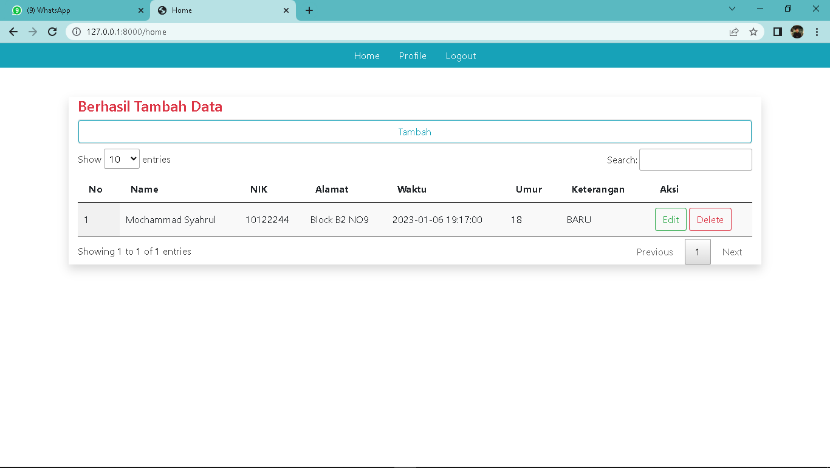 (9) WhatsApp
Home
127.0.0.1:8000/home
Home Profile Logout
Berhasil Tambah Data
Tambah
Show 10 entries
Search:
No Name NIK Alamat Waktu Umur Keterangan Aksi
1 Mochammad Syahrul 10122244 Block B2 NO9 2023-01-06 19:17:00 18 BARU Edit Delete
Showing 1 to 1 of 1 entries
Previous 1 Next